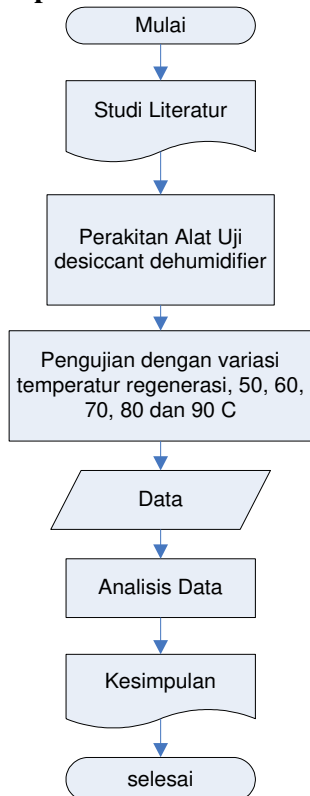 Mulai
Studi Literatur
Perakitan Alat Uji
desiccant dehumidifier
Pengujian dengan variasi
temperatur regenerasi, 50, 60,
70, 80 dan 90 C
Data
Analisis Data
Kesimpulan
selesai